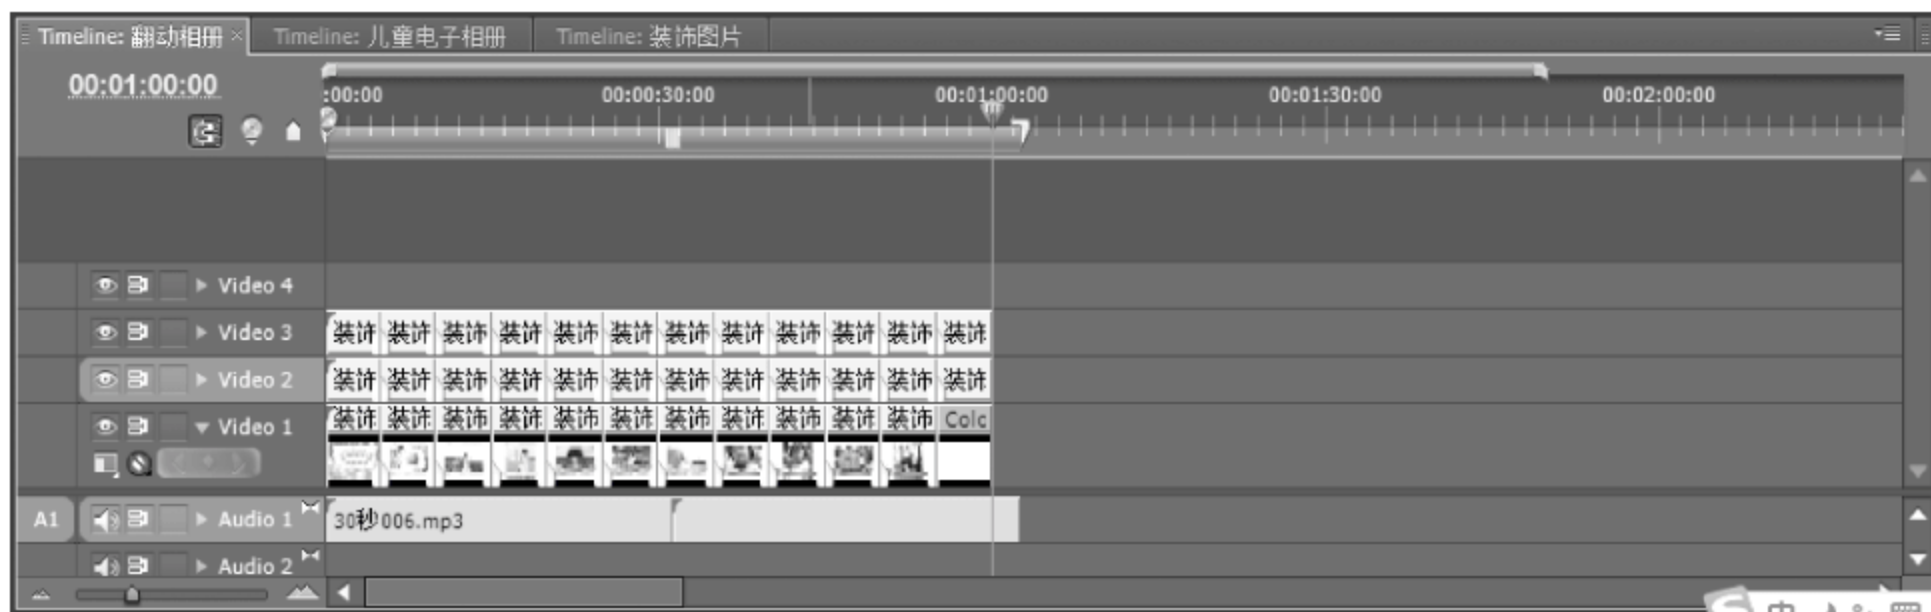 Timeline: 翻动相册 × Timeline: 儿童电子相册 Timeline: 装饰图片
00:01:00:00 :00:00 00:00:30:00 00:01:00:00 00:01:30:00 00:02:00:00
Video 4
Video 3 装饰 装饰 装饰 装饰 装饰 装饰 装饰 装饰 装饰 装饰 装饰 装饰
Video 2 装饰 装饰 装饰 装饰 装饰 装饰 装饰 装饰 装饰 装饰 装饰 装饰
Video 1 装饰 装饰 装饰 装饰 装饰 装饰 装饰 装饰 装饰 装饰 装饰 Colc
A1 Audio 1 30秒006.mp3
Audio 2
中